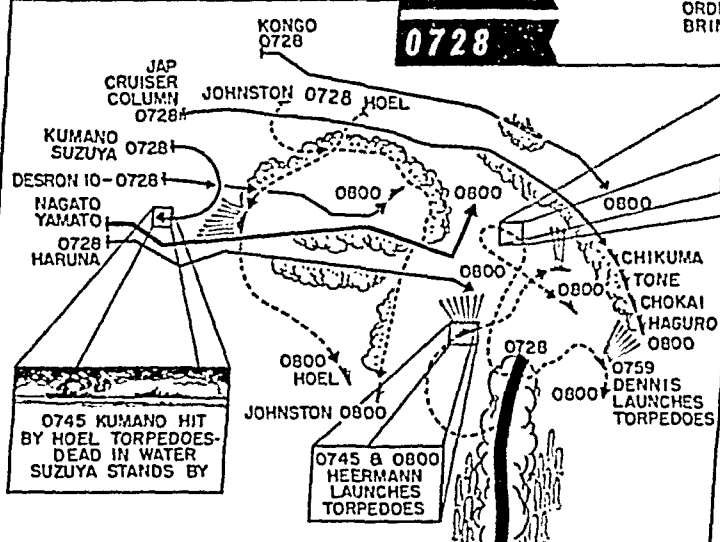 KONGO
0728
0728
ORD
BRIN
JAP
CRUISER
COLUMN
0728
JOHNSTON 0728
HOEL
KUMANO
SUZUYA 0728
DESRON 10-0728
NAGATO
YAMATO
0728
HARUNA
0800
0800
0800
0800
0800
CHIKUMA
TONE
CHOKAI
HAGURO
0800
0728
0759
DENNIS
LAUNCHES
TORPEDOES
0800
0800
HOEL
JOHNSTON 0800
0745 KUMANO HIT
BY HOEL TORPEDOES-
DEAD IN WATER
SUZUYA STANDS BY
0745 & 0800
HEERMANN
LAUNCHES
TORPEDOES